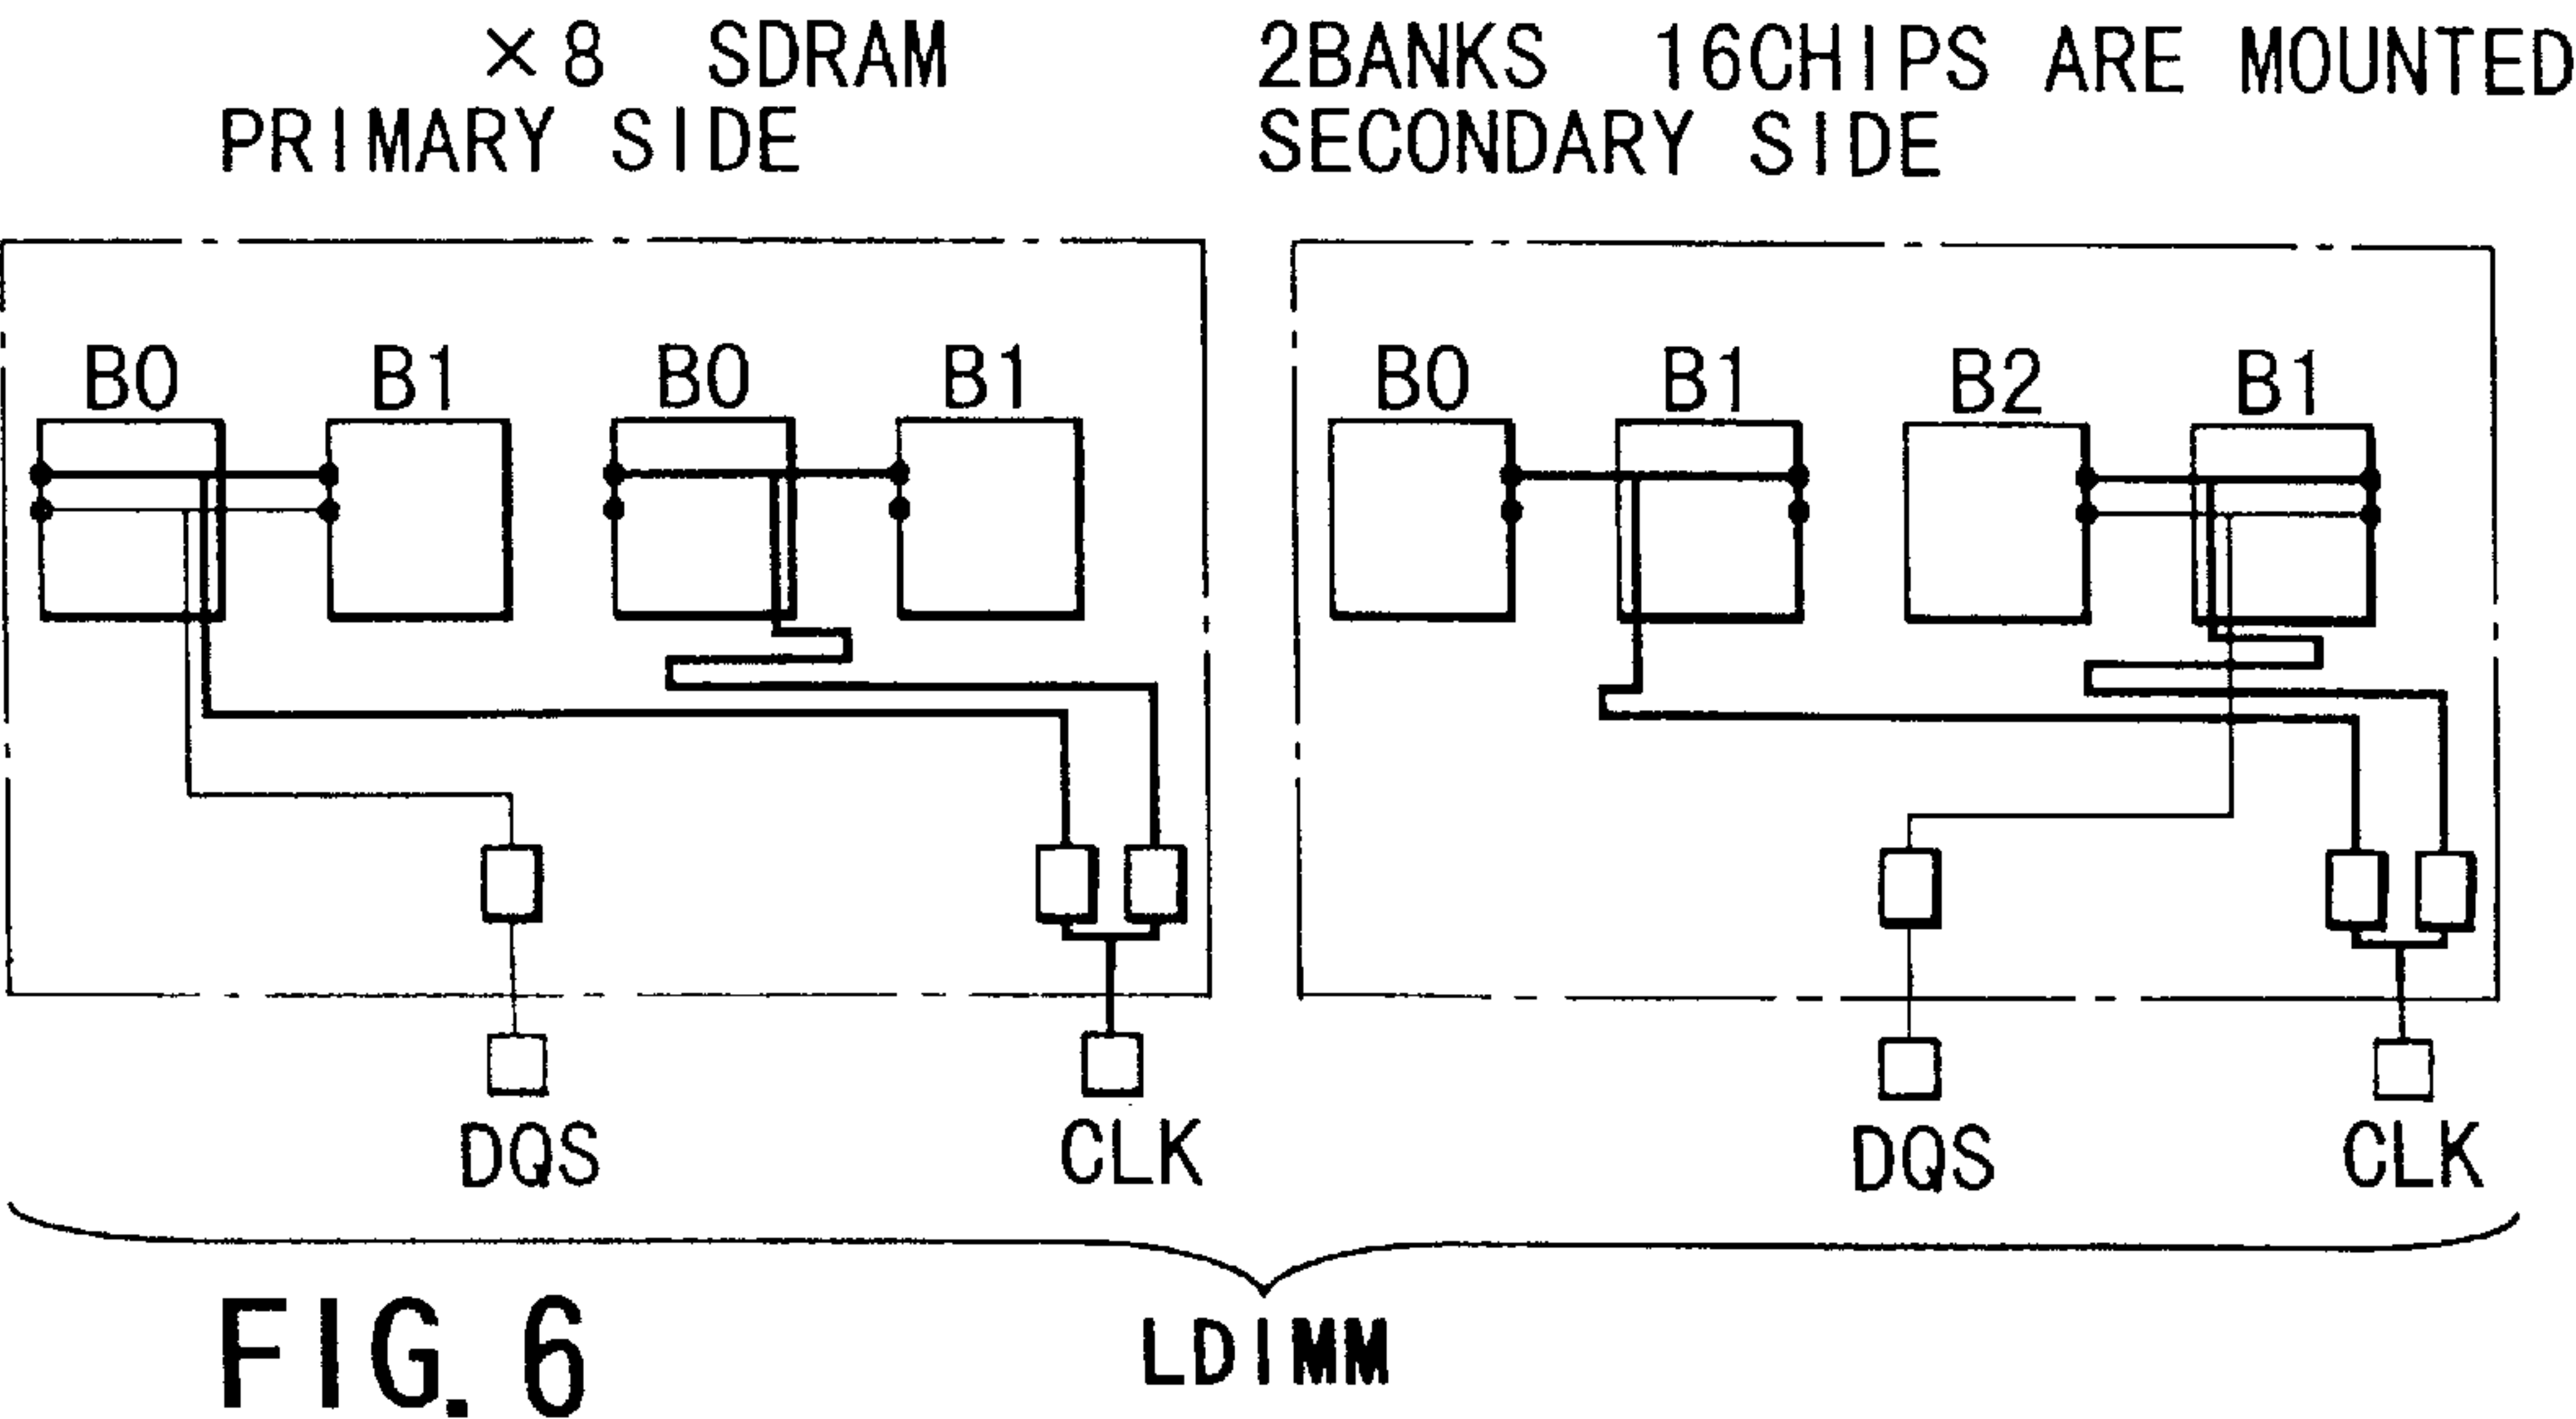 ×8 SDRAM 2BANKS 16CHIPS ARE MOUNTED
PRIMARY SIDE SECONDARY SIDE
B0 B1 B0 B1 B0 B1 B2 B1
DQS CLK DQS CLK
LDIMM
FIG. 6